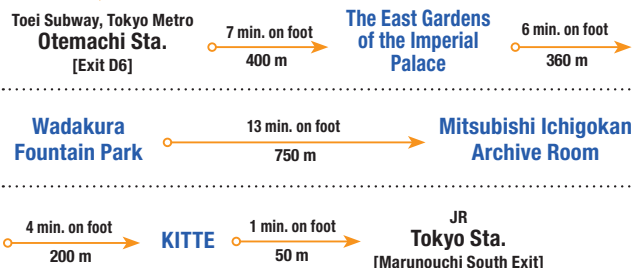 Toei Subway, Tokyo Metro
Otemachi Sta.
[Exit D6]
7 min. on foot
400 m
The East Gardens
of the Imperial
Palace
6 min. on foot
360 m
Wadakura
Fountain Park
13 min. on foot
750 m
Mitsubishi Ichigokan
Archive Room
4 min. on foot
200 m
KITTE
1 min. on foot
50 m
JR
Tokyo Sta.
[Marunouchi South Exit]